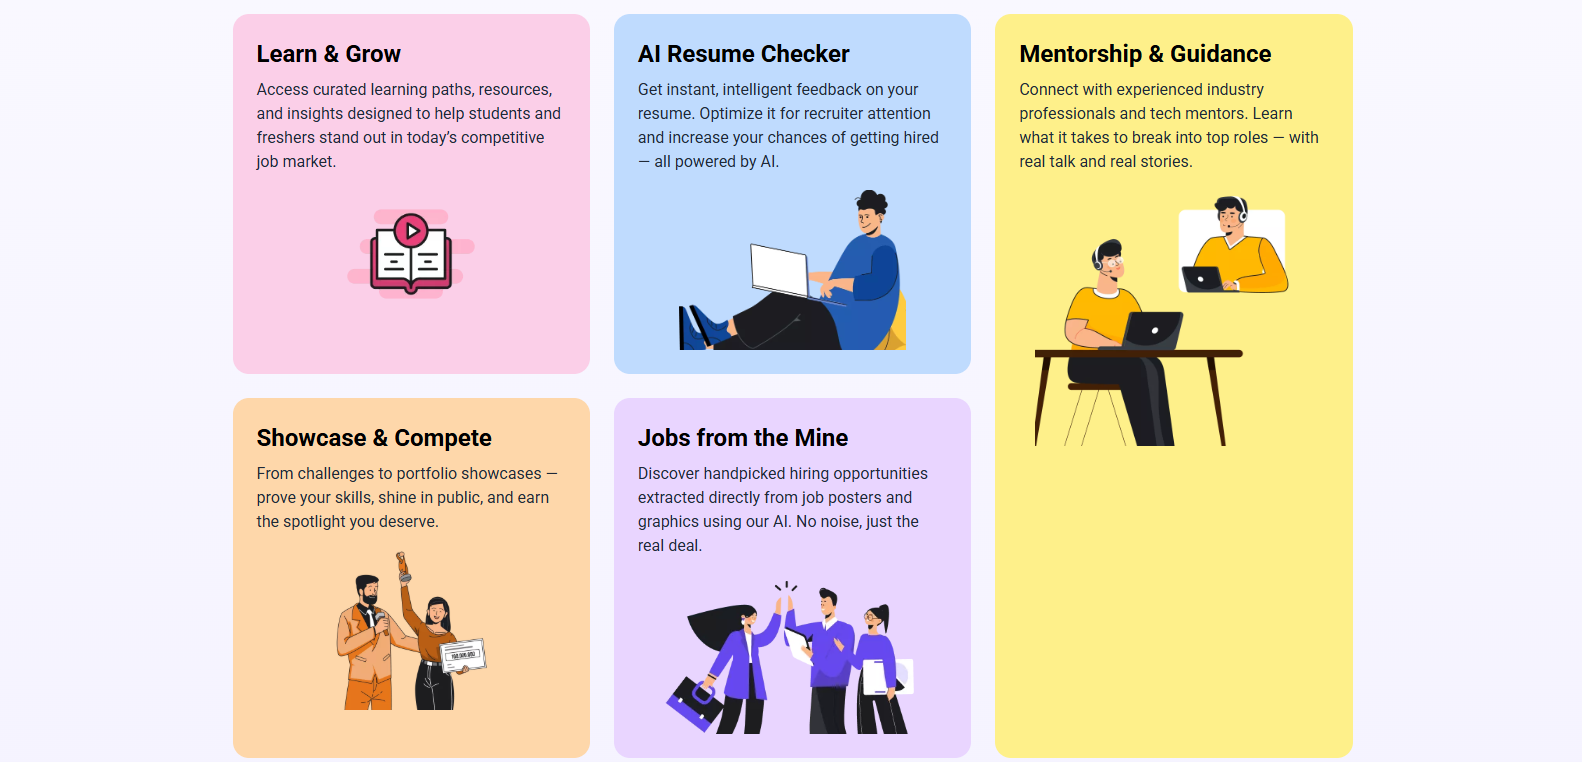 Learn & Grow
Access curated learning paths, resources,
and insights designed to help students and
freshers stand out in today’s competitive
job market.
AI Resume Checker
Get instant, intelligent feedback on your
resume. Optimize it for recruiter attention
and increase your chances of getting hired
— all powered by AI.
Mentorship & Guidance
Connect with experienced industry
professionals and tech mentors. Learn
what it takes to break into top roles — with
real talk and real stories.
Showcase & Compete
From challenges to portfolio showcases —
prove your skills, shine in public, and earn
the spotlight you deserve.
Jobs from the Mine
Discover handpicked hiring opportunities
extracted directly from job posters and
graphics using our AI. No noise, just the
real deal.